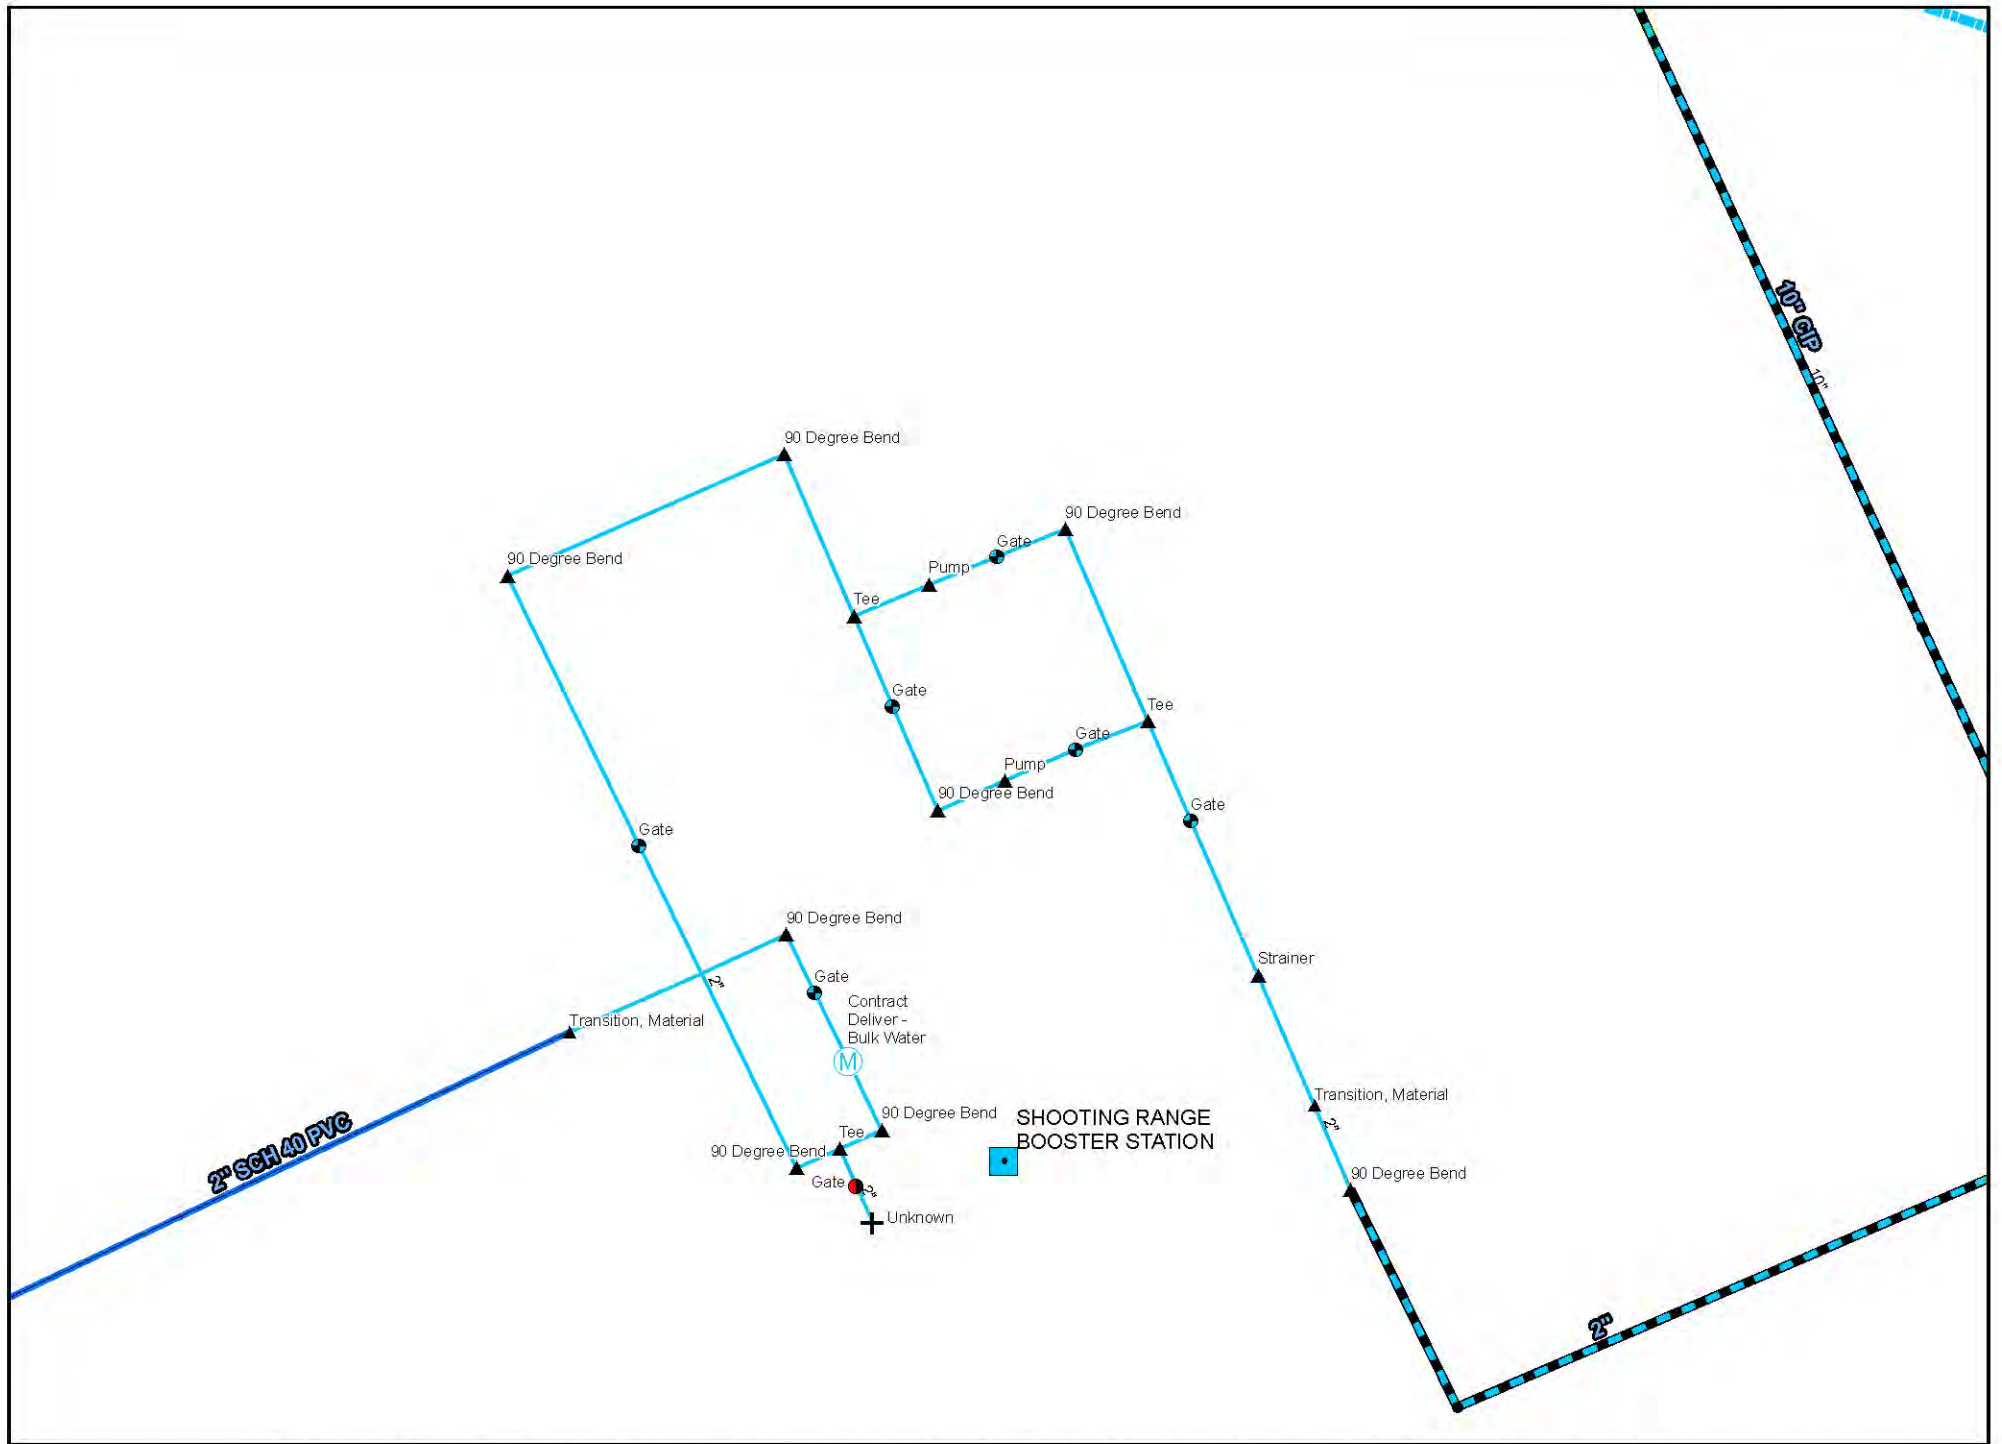 10" CIP
10"
90 Degree Bend
90 Degree Bend
Gate
90 Degree Bend
Pump
Tee
Gate
Tee
Gate
Pump
90 Degree Bend
Gate
Gate
90 Degree Bend
Strainer
Gate
2"
Contract
Deliver -
Bulk Water
Transition, Material
M
Transition, Material
2"
90 Degree Bend
SHOOTING RANGE
BOOSTER STATION
Tee
90 Degree Bend
2" SCH 40 PVC
90 Degree Bend
Gate
2"
Unknown
2"